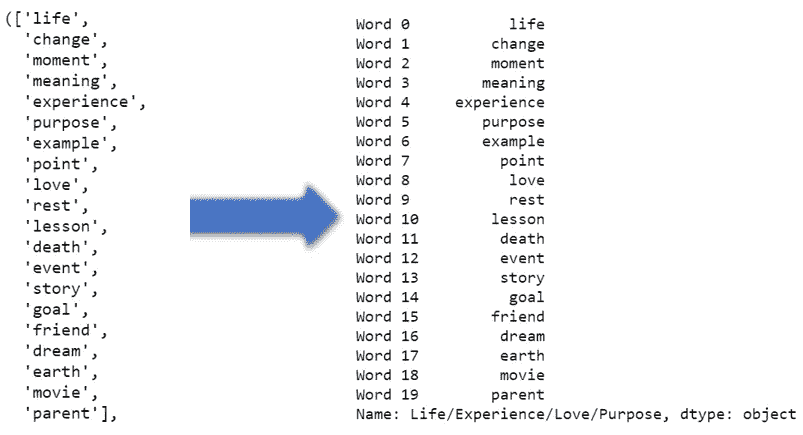 (['life',
'change',
'moment',
'meaning',
'experience',
'purpose',
'example',
'point',
'love',
'rest',
'lesson',
'death',
'event',
'story',
'goal',
'friend',
'dream',
'earth',
'movie',
'parent'],
Word 0 life
Word 1 change
Word 2 moment
Word 3 meaning
Word 4 experience
Word 5 purpose
Word 6 example
Word 7 point
Word 8 love
Word 9 rest
Word 10 lesson
Word 11 death
Word 12 event
Word 13 story
Word 14 goal
Word 15 friend
Word 16 dream
Word 17 earth
Word 18 movie
Word 19 parent
Name: Life/Experience/Love/Purpose, dtype: object